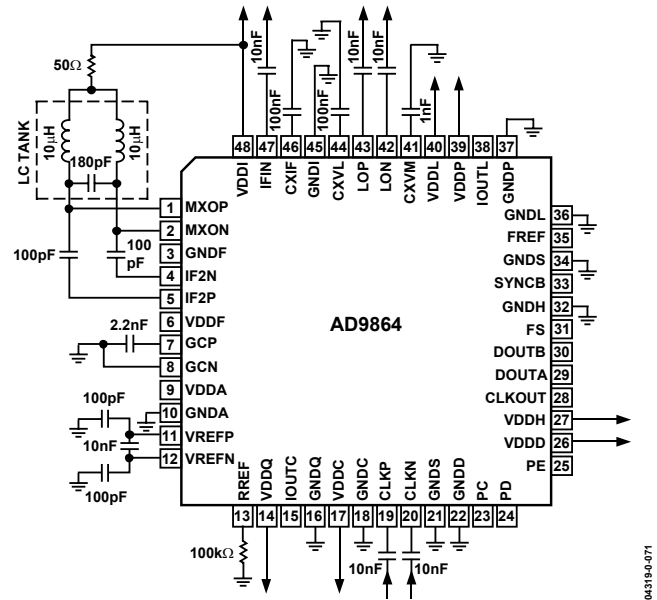 10nF
10nF
10nF
50Ω
100nF
100nF
1nF
LC TANK
10μH
10μH
180pF
48
47
46
45
44
43
42
41
40
39
38
37
VDDI
IFIN
CXIF
GNDI
CXVL
LOP
LON
CXVM
VDDL
VDDP
IOUTL
GNDP
1 MXOP
2 MXON
3 GNDF
4 IF2N
5 IF2P
6 VDDF
7 GCP
8 GCN
9 VDDA
10 GNDA
11 VREFP
12 VREFN
100pF
100 pF
2.2nF
100pF
10nF
100pF
AD9864
GNDL 36
FREF 35
GNDS 34
SYNCB 33
GNDH 32
FS 31
DOUTB 30
DOUTA 29
CLKOUT 28
VDDH 27
VDDD 26
PE 25
RREF
VDDQ
IOUTC
GNDQ
VDDC
GNDC
CLKP
CLKN
GNDS
GNDD
PC
PD
13
14
15
16
17
18
19
20
21
22
23
24
100kΩ
10nF
10nF
04319-0-071